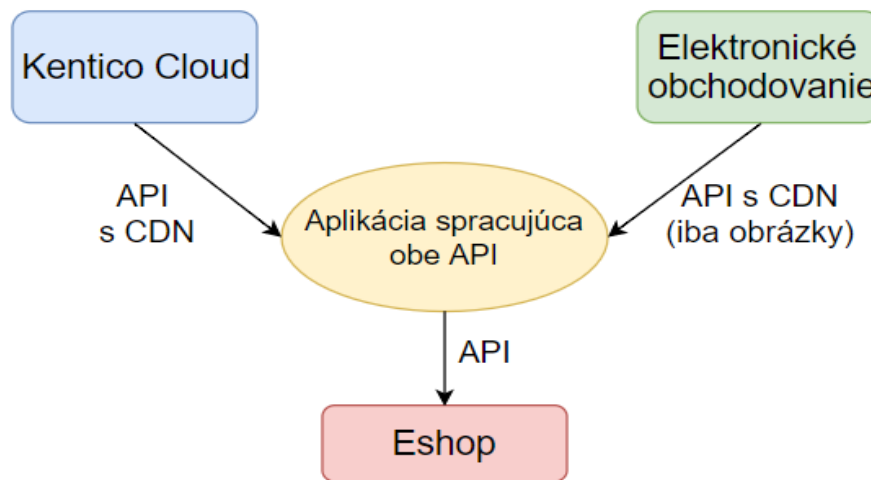 Kentico Cloud
Elektronické
obchodovanie
API
s CDN
API s CDN
(iba obrázky)
Aplikácia spracujúca
obe API
API
Eshop